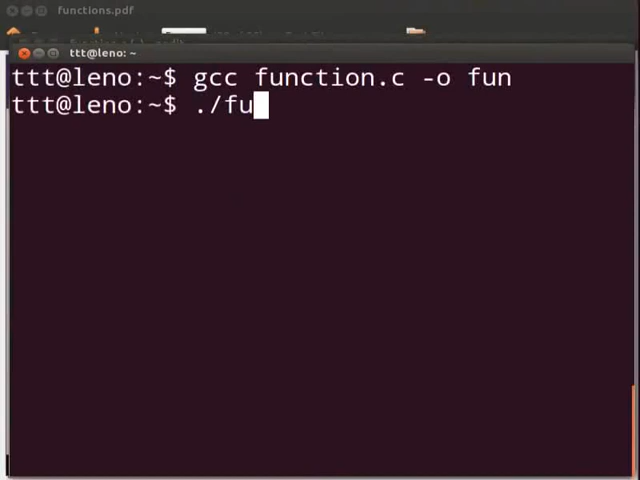 functions.pdf
ttt@leno: ~
ttt@leno:~$ gcc function.c -o fun
ttt@leno:~$ ./fu